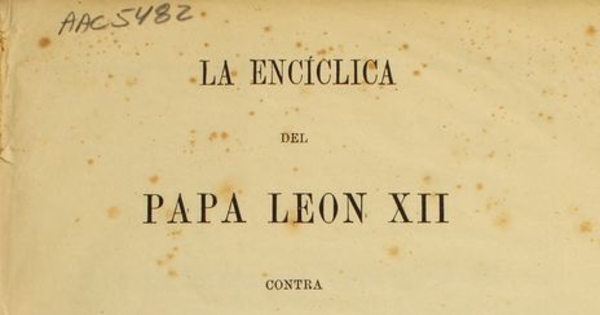 AAC5482
LA ENCÍCLICA
DEL
PAPA LEON XII
CONTRA